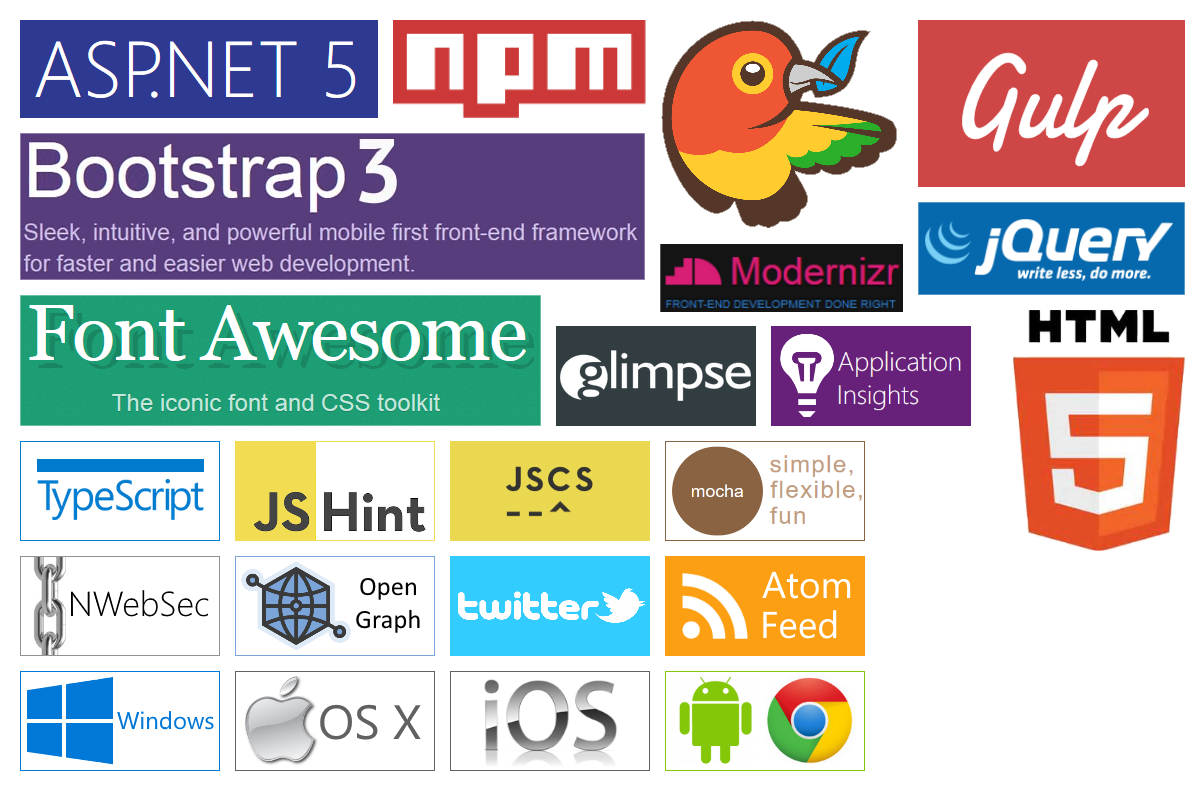 ASP.NET 5
npm
Gulp
Bootstrap 3
Sleek, intuitive, and powerful mobile first front-end framework
for faster and easier web development.
jQuery
write less, do more.
Modernizr
FRONT-END DEVELOPMENT DONE RIGHT
Font Awesome
The iconic font and CSS toolkit
glimpse
Application
Insights
HTML
5
TypeScript
JSHint
JSCS
--^
mocha
simple,
flexible,
fun
NWebSec
Open
Graph
twitter
Atom
Feed
Windows
OS X
iOS